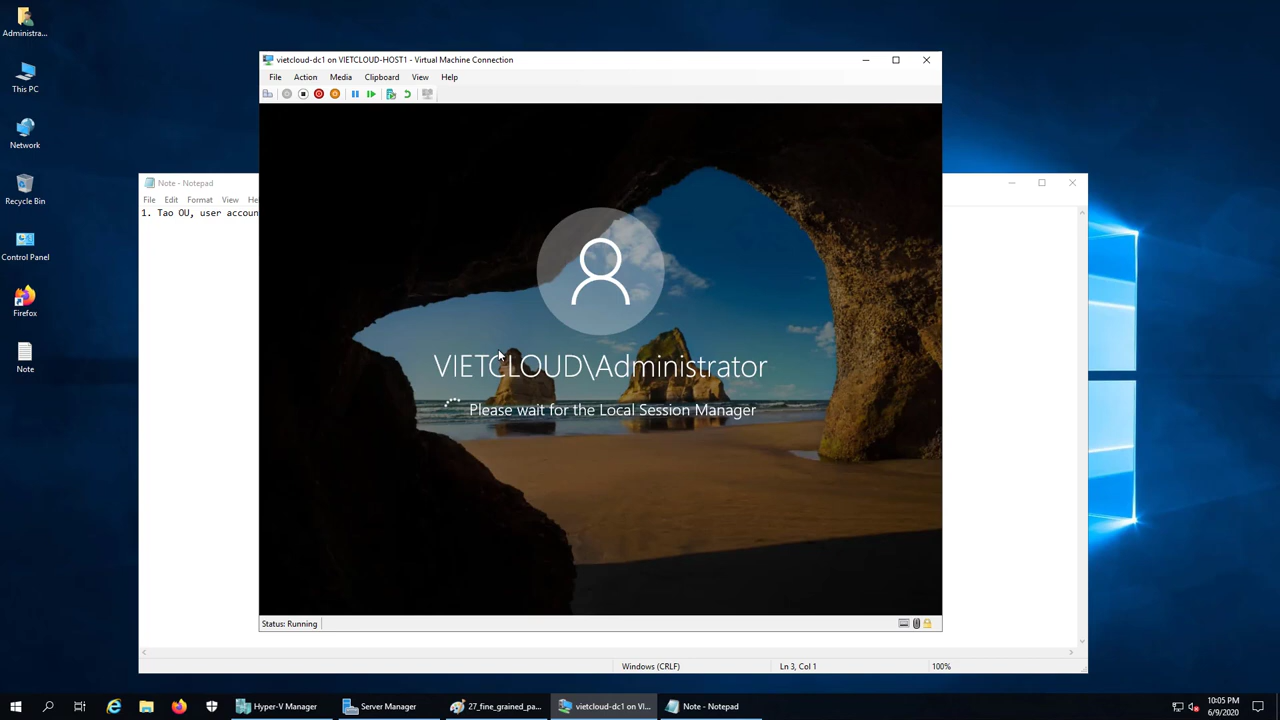 Administra...
This PC
Network
Recycle Bin
Control Panel
Firefox
Note
vietcloud-dc1 on VIETCLOUD-HOST1 - Virtual Machine Connection
File Action Media Clipboard View Help
Note - Notepad
File Edit Format View He
1. Tao OU, user accoun
VIETCLOUD\Administrator
Please wait for the Local Session Manager
Status: Running
Windows (CRLF) Ln 3, Col 1 100%
Hyper-V Manager Server Manager 27_fine_grained_pa... vietcloud-dc1 on VI... Note - Notepad
10:05 PM
6/9/2020